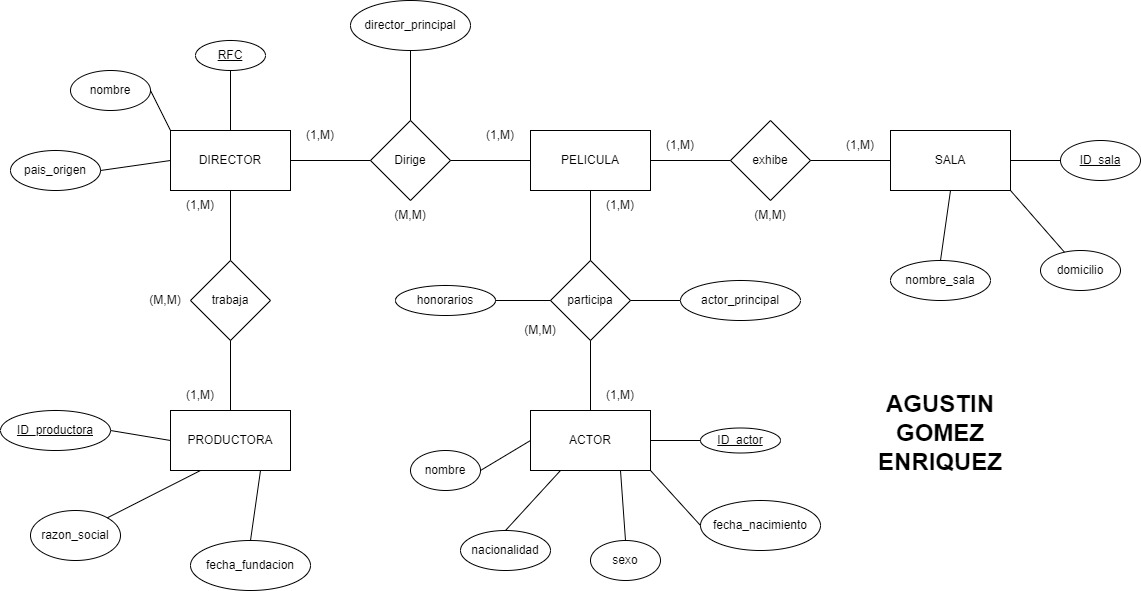 director_principal
RFC
nombre
(1,M)
(1,M)
(1,M)
(1,M)
DIRECTOR
Dirige
PELICULA
exhibe
SALA
ID_sala
pais_origen
(1,M)
(M,M)
(1,M)
(M,M)
nombre_sala
domicilio
(M,M)
trabaja
honorarios
participa
actor_principal
(M,M)
(1,M)
(1,M)
ID_productora
PRODUCTORA
ACTOR
ID_actor
AGUSTIN
GOMEZ
ENRIQUEZ
nombre
razon_social
fecha_fundacion
nacionalidad
sexo
fecha_nacimiento